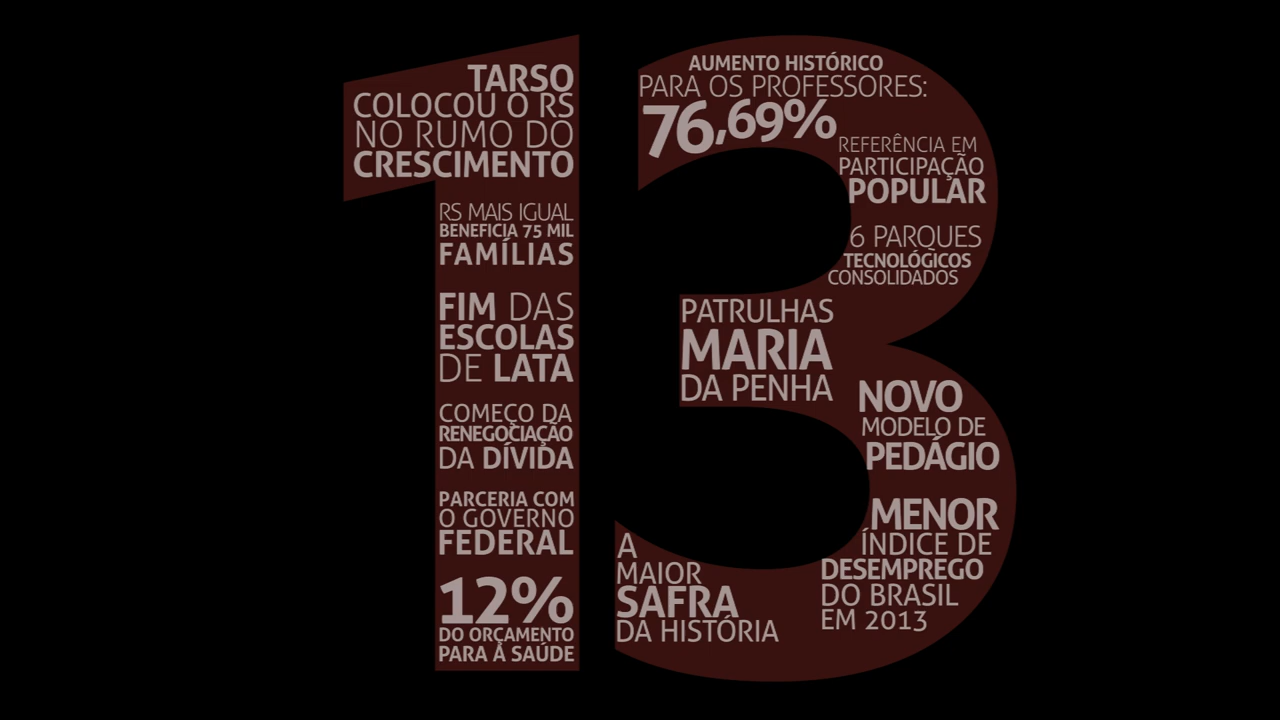 TARSO
COLOCOU O RS
NO RUMO DO
CRESCIMENTO
RS MAIS IGUAL
BENEFICIA 75 MIL
FAMÍLIAS
FIM DAS
ESCOLAS
DE LATA
COMEÇO DA
RENEGOCIAÇÃO
DA DÍVIDA
PARCERIA COM
O GOVERNO
FEDERAL
12%
DO ORÇAMENTO
PARA A SAÚDE
AUMENTO HISTÓRICO
PARA OS PROFESSORES:
76,69%
REFERÊNCIA EM
PARTICIPAÇÃO
POPULAR
6 PARQUES
TECNOLÓGICOS
CONSOLIDADOS
PATRULHAS
MARIA
DA PENHA
NOVO
MODELO DE
PEDÁGIO
MENOR
ÍNDICE DE
DESEMPREGO
DO BRASIL
EM 2013
A
MAIOR
SAFRA
DA HISTÓRIA